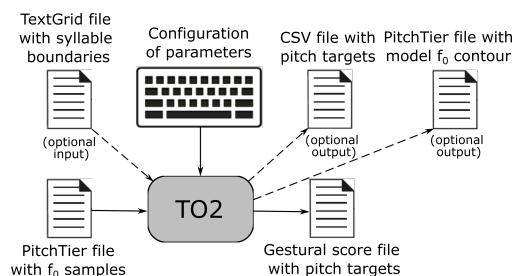 TextGrid file
with syllable
boundaries
(optional
input)
Configuration
of parameters
CSV file with
pitch targets
(optional
output)
PitchTier file with
model f₀ contour
(optional
output)
TO2
PitchTier file
with f₀ samples
Gestural score file
with pitch targets